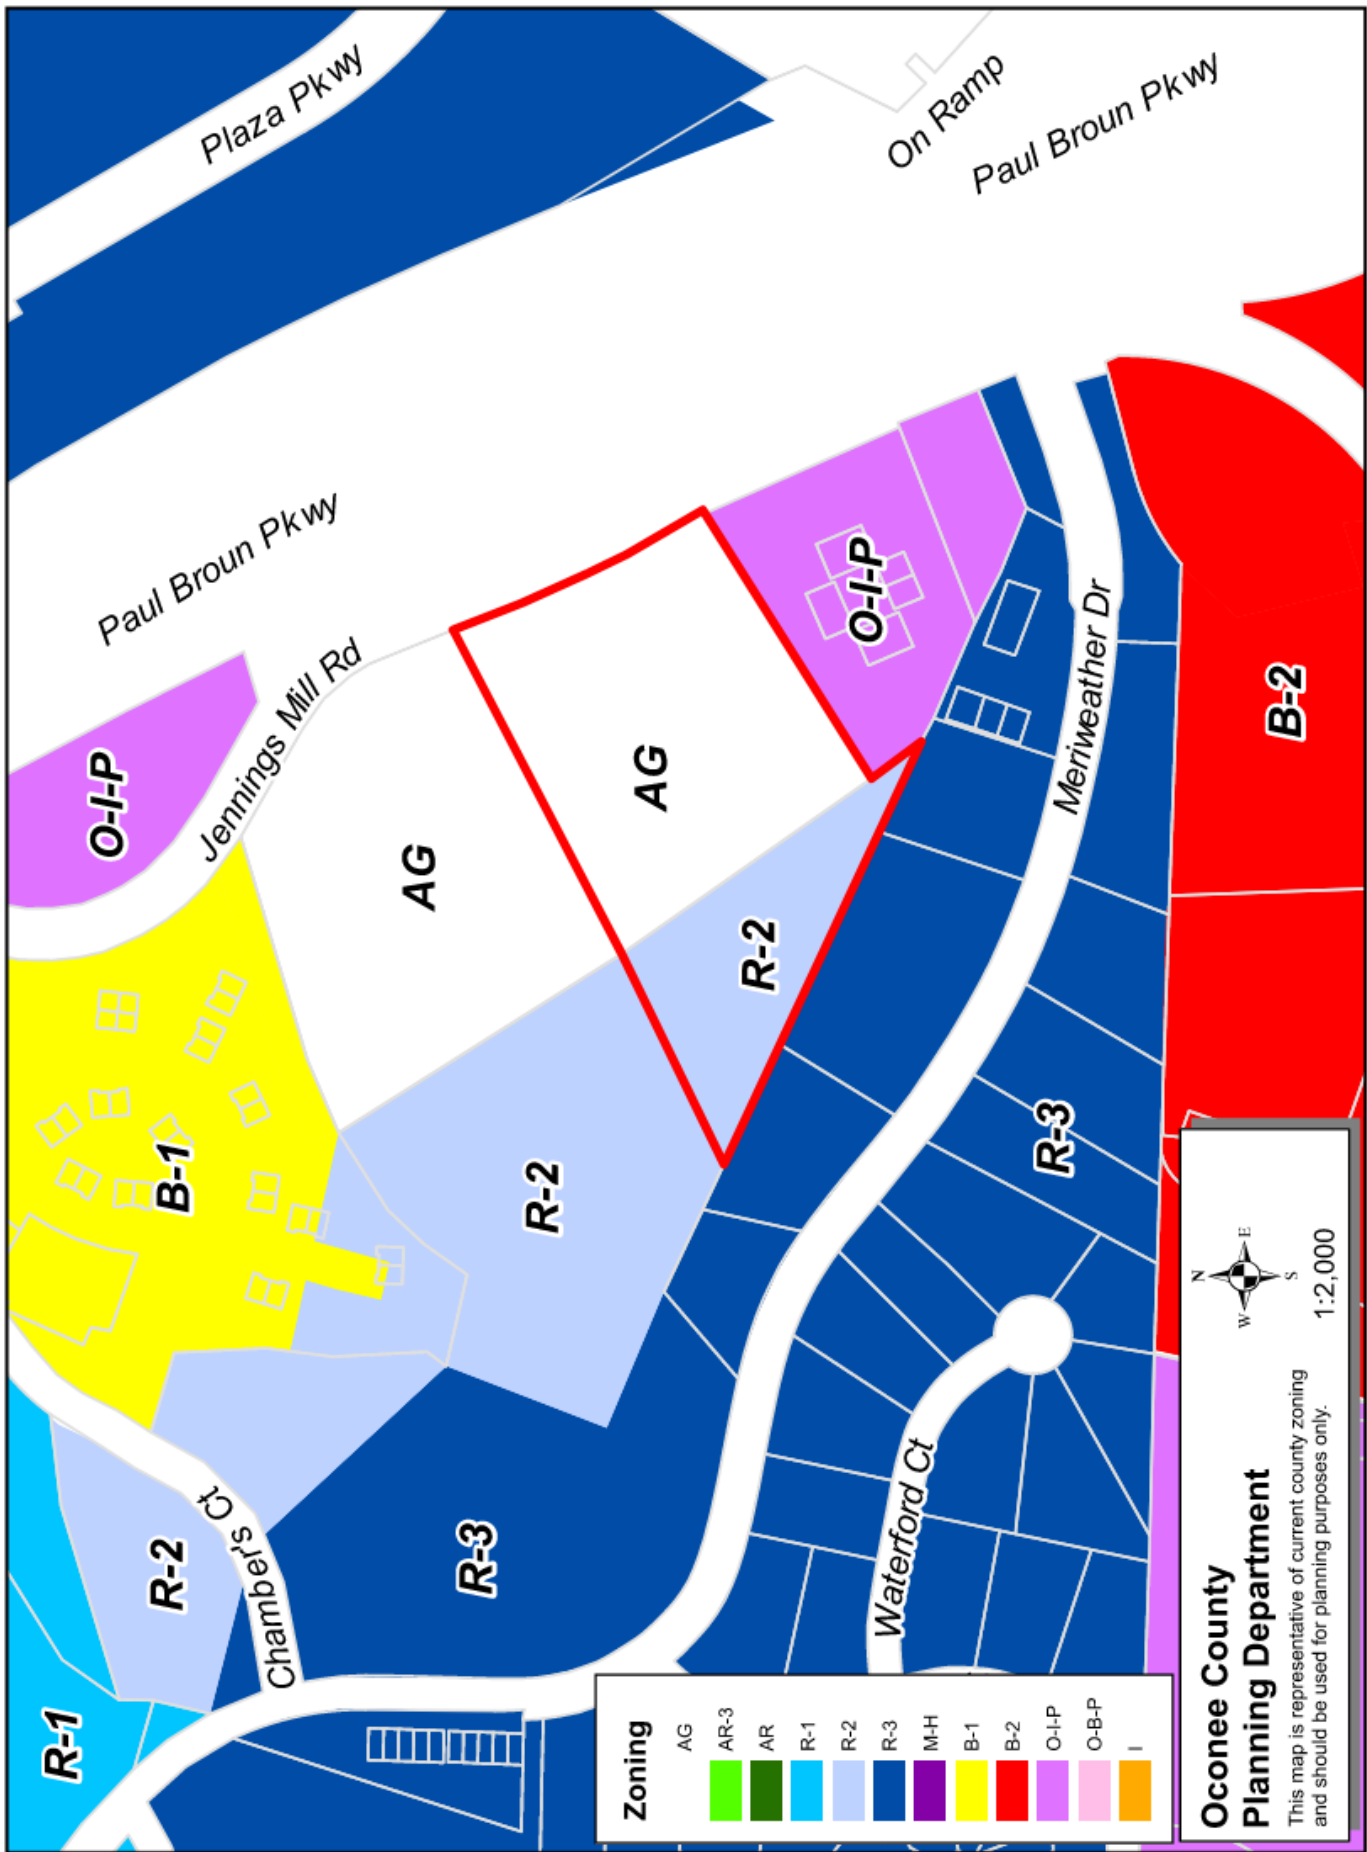 Plaza Pkwy
On Ramp
Paul Broun Pkwy
Paul Broun Pkwy
Jennings Mill Rd
O-I-P
O-I-P
AG
AG
Meriweather Dr
B-2
R-2
B-1
R-2
R-3
R-2
Chamber's Ct
R-3
Waterford Ct
R-1
Zoning
AG
AR-3
AR
R-1
R-2
R-3
M-H
B-1
B-2
O-I-P
O-B-P
I
Oconee County
Planning Department
This map is representative of current county zoning
and should be used for planning purposes only.
N
W
E
S
1:2,000